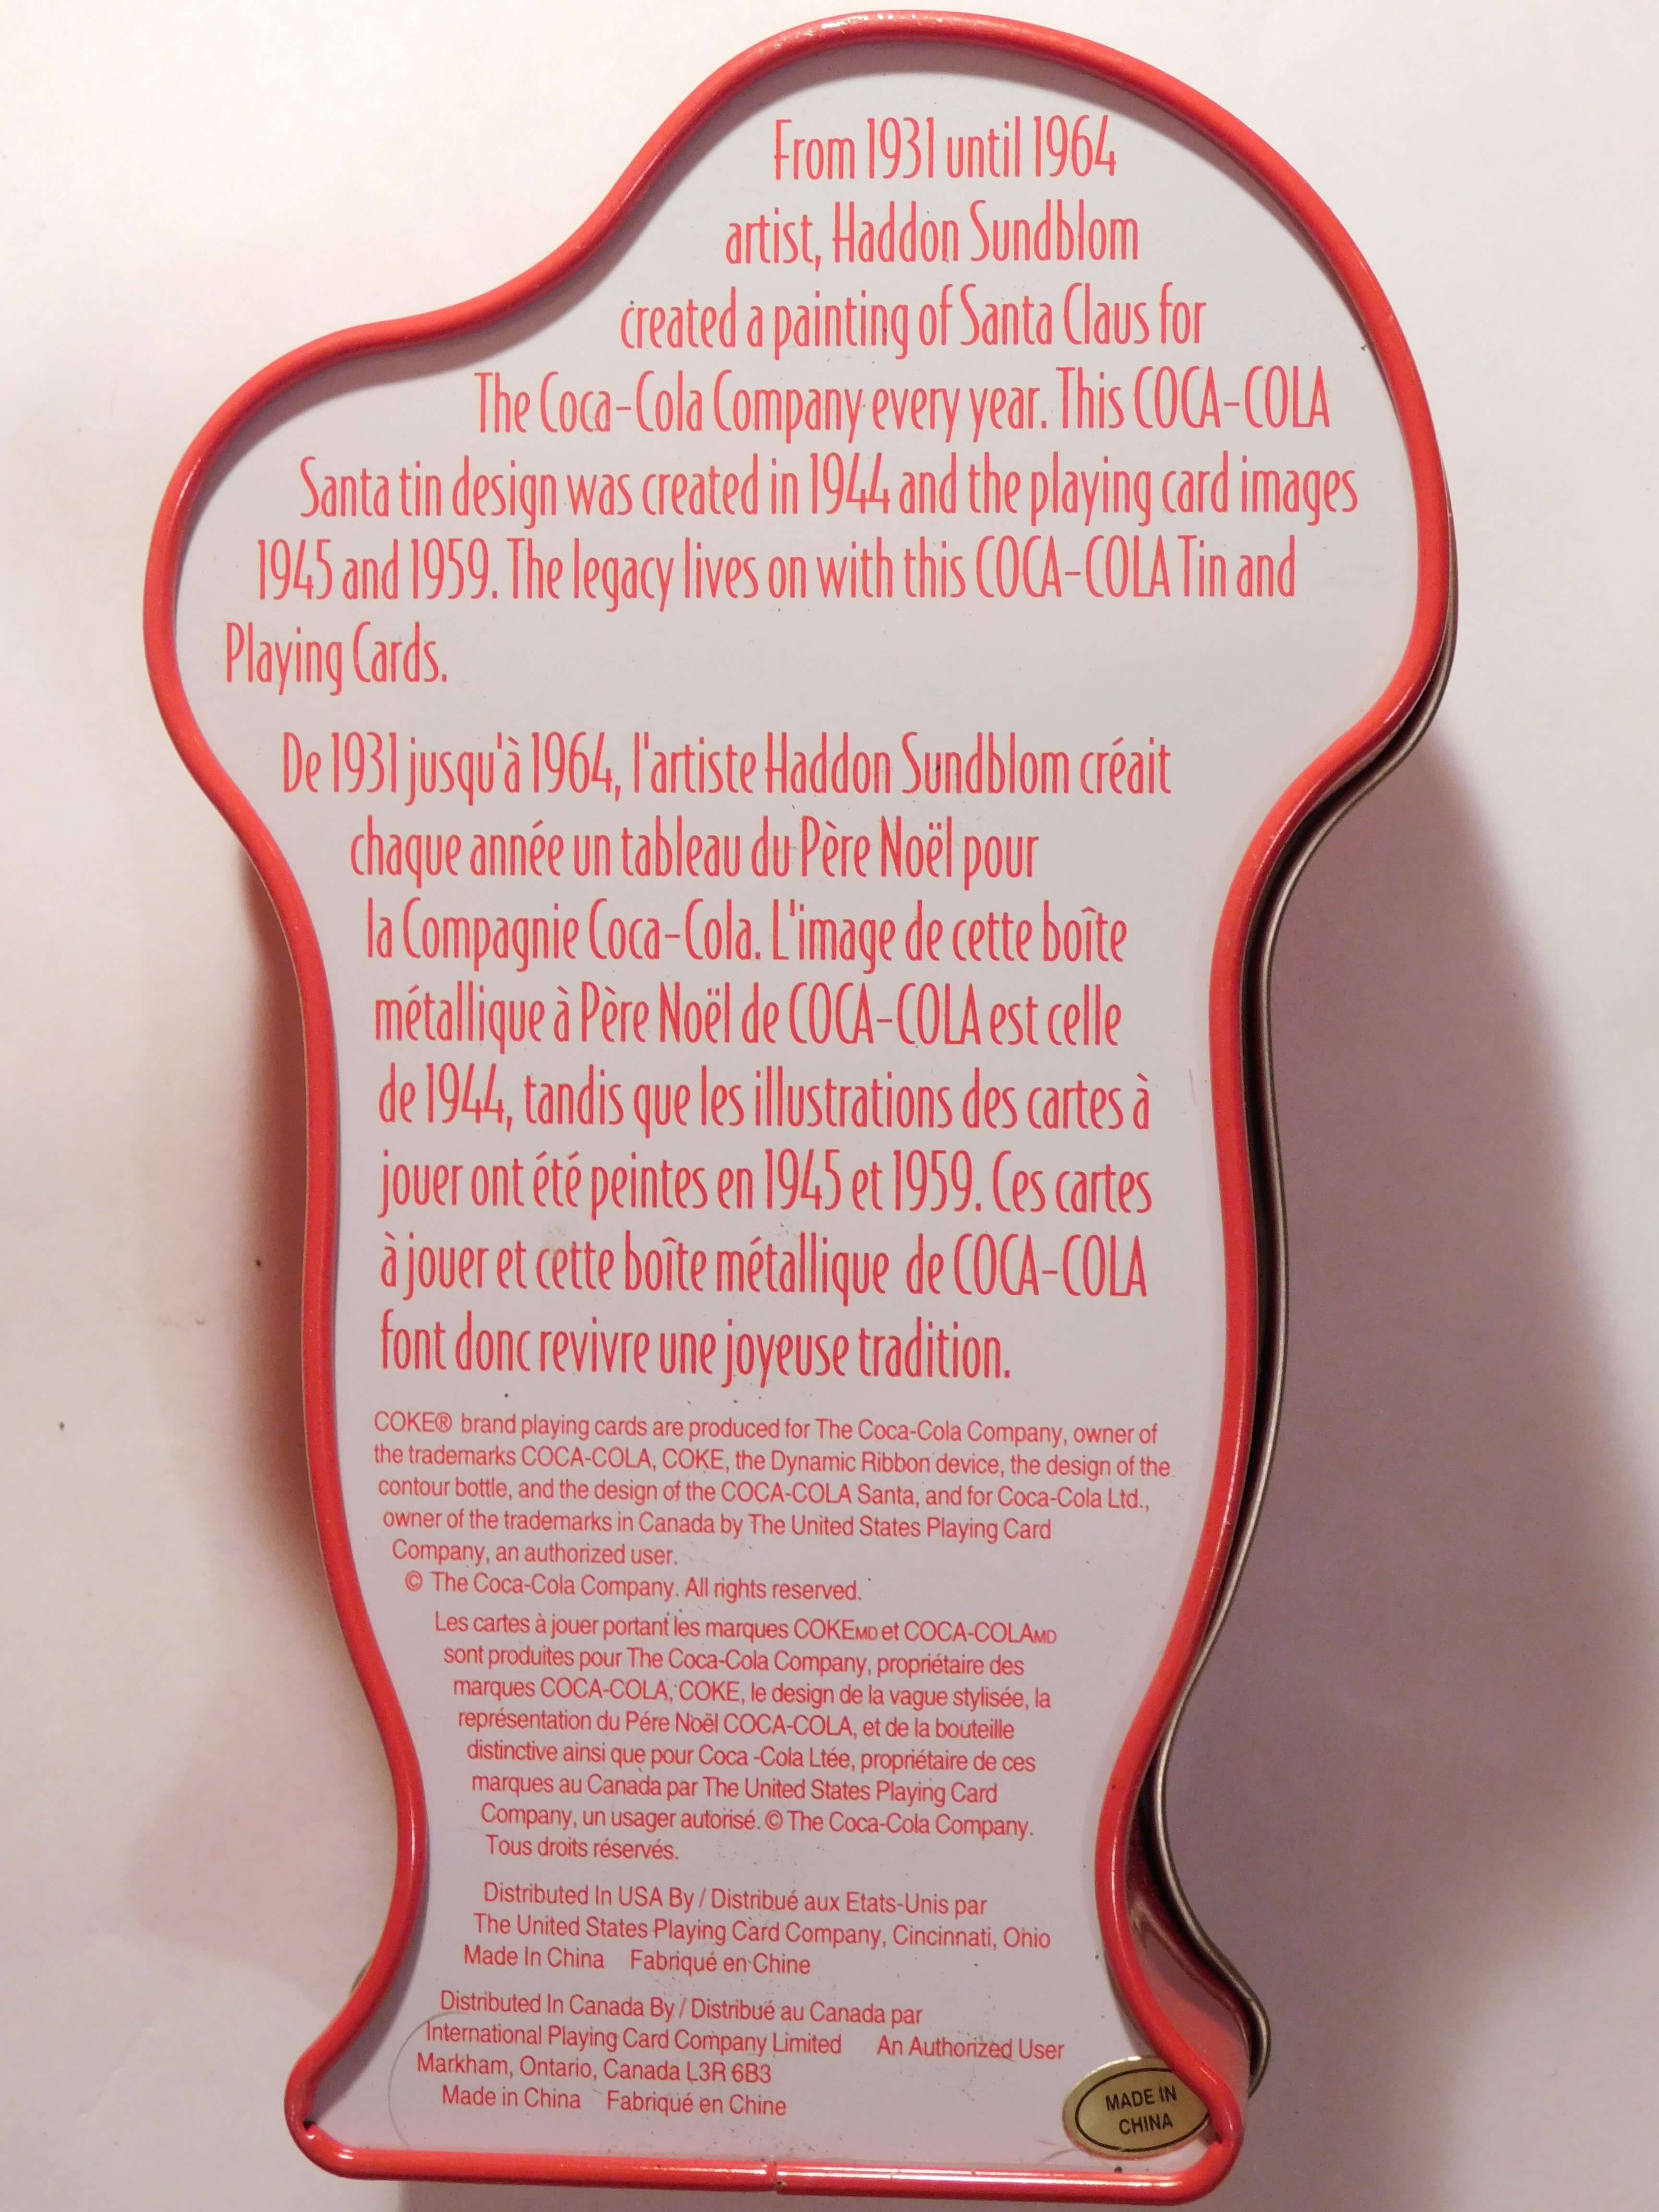 From 1931 until 1964
artist, Haddon Sundblom
created a painting of Santa Claus for
The Coca-Cola Company every year. This COCA-COLA
Santa tin design was created in 1944 and the playing card images
1945 and 1959. The legacy lives on with this COCA-COLA Tin and
Playing Cards.
De 1931 jusqu'à 1964, l'artiste Haddon Sundblom créait
chaque année un tableau du Père Noël pour
la Compagnie Coca-Cola. L'image de cette boîte
métallique à Père Noël de COCA-COLA est celle
de 1944, tandis que les illustrations des cartes à
jouer ont été peintes en 1945 et 1959. Ces cartes
à jouer et cette boîte métallique de COCA-COLA
font donc revivre une joyeuse tradition.
COKE® brand playing cards are produced for The Coca-Cola Company, owner of
the trademarks COCA-COLA, COKE, the Dynamic Ribbon device, the design of the
contour bottle, and the design of the COCA-COLA Santa, and for Coca-Cola Ltd.,
owner of the trademarks in Canada by The United States Playing Card
Company, an authorized user.
© The Coca-Cola Company. All rights reserved.
Les cartes à jouer portant les marques COKEMD et COCA-COLAMD
sont produites pour The Coca-Cola Company, propriétaire des
marques COCA-COLA, COKE, le design de la vague stylisée, la
représentation du Pére Noël COCA-COLA, et de la bouteille
distinctive ainsi que pour Coca -Cola Ltée, propriétaire de ces
marques au Canada par The United States Playing Card
Company, un usager autorisé. © The Coca-Cola Company.
Tous droits réservés.
Distributed In USA By / Distribué aux Etats-Unis par
The United States Playing Card Company, Cincinnati, Ohio
Made In China Fabriqué en Chine
Distributed In Canada By / Distribué au Canada par
International Playing Card Company Limited An Authorized User
Markham, Ontario, Canada L3R 6B3
Made in China Fabriqué en Chine
MADE IN
CHINA